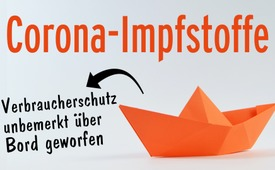 Corona-Impfstoffe
Verbraucherschutz
unbemerkt über
Bord geworfen